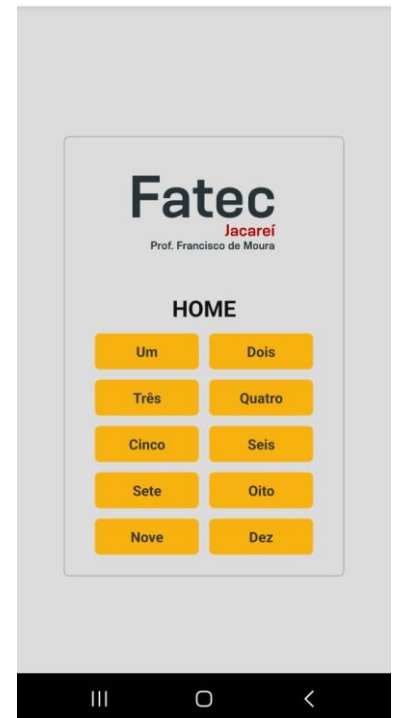 Fatec
Jacareí
Prof. Francisco de Moura
HOME
Um Dois
Três Quatro
Cinco Seis
Sete Oito
Nove Dez